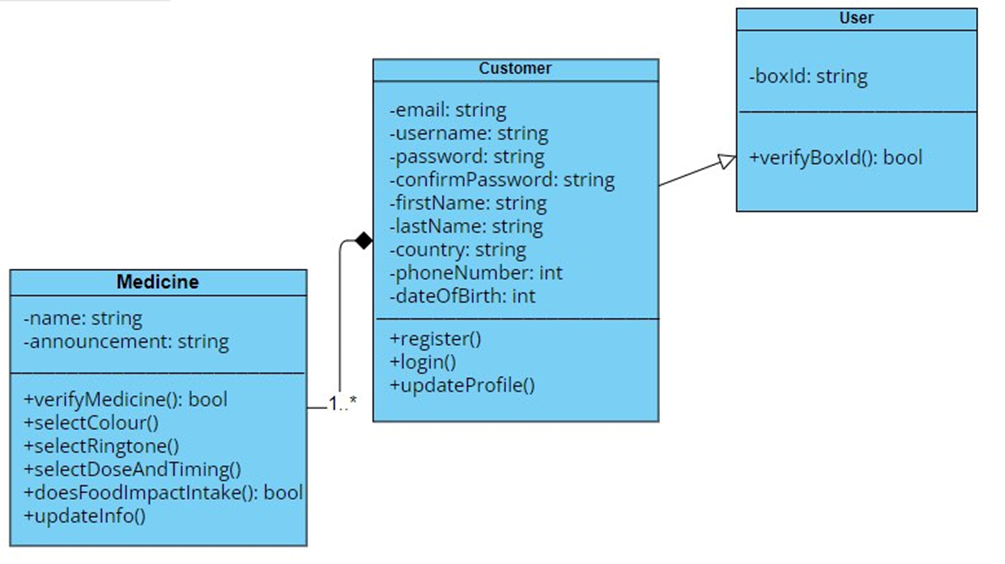 User
-boxId: string
+verifyBoxId(): bool
Customer
-email: string
-username: string
-password: string
-confirmPassword: string
-firstName: string
-lastName: string
-country: string
-phoneNumber: int
-dateOfBirth: int
+register()
+login()
+updateProfile()
Medicine
-name: string
-announcement: string
+verifyMedicine(): bool
+selectColour()
+selectRingtone()
+selectDoseAndTiming()
+doesFoodImpactIntake(): bool
+updateInfo()
1..*